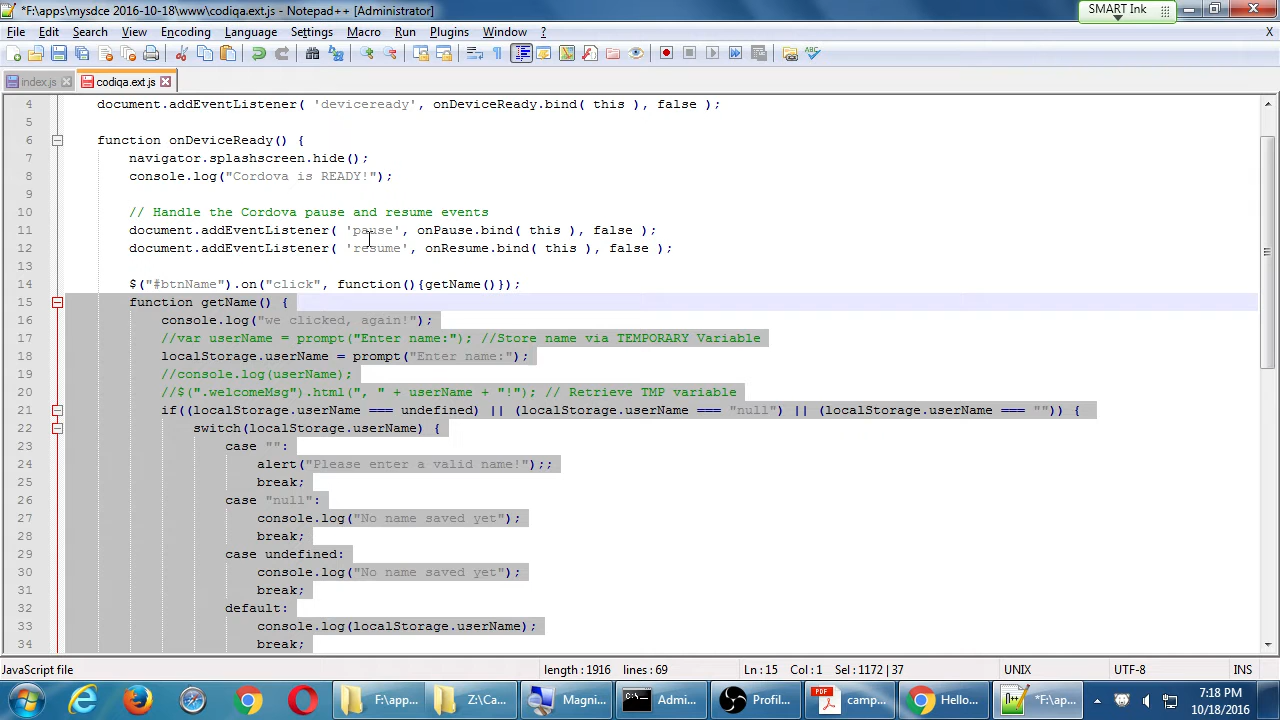 *F:\apps\mysdce 2016-10-18\www\codiqa.ext.js - Notepad++ [Administrator]
SMART Ink
File Edit Search View Encoding Language Settings Macro Run Plugins Window ? X
index.js codiqa.ext.js
4 document.addEventListener( 'deviceready', onDeviceReady.bind( this ), false );
5
6 function onDeviceReady() {
7 navigator.splashscreen.hide();
8 console.log("Cordova is READY!");
9
10 // Handle the Cordova pause and resume events
11 document.addEventListener( 'pause', onPause.bind( this ), false );
12 document.addEventListener( 'resume', onResume.bind( this ), false );
13
14 $("#btnName").on("click", function(){getName()});
15 function getName() {
16 console.log("we clicked, again!");
17 //var userName = prompt("Enter name:"); //Store name via TEMPORARY Variable
18 localStorage.userName = prompt("Enter name:");
19 //console.log(userName);
20 //$(".welcomeMsg").html(", " + userName + "!"); // Retrieve TMP variable
21 if((localStorage.userName === undefined) || (localStorage.userName === "null") || (localStorage.userName === "")) {
22 switch(localStorage.userName) {
23 case "":
24 alert("Please enter a valid name!");;
25 break;
26 case "null":
27 console.log("No name saved yet");
28 break;
29 case undefined:
30 console.log("No name saved yet");
31 break;
32 default:
33 console.log(localStorage.userName);
34 break;
JavaScript file length : 1916 lines : 69 Ln : 15 Col : 1 Sel : 1172 | 37 UNIX UTF-8 INS
F:\app... Z:\Ca... Magni... Admi... Profil... camp... Hello... *F:\ap... 7:18 PM
10/18/2016